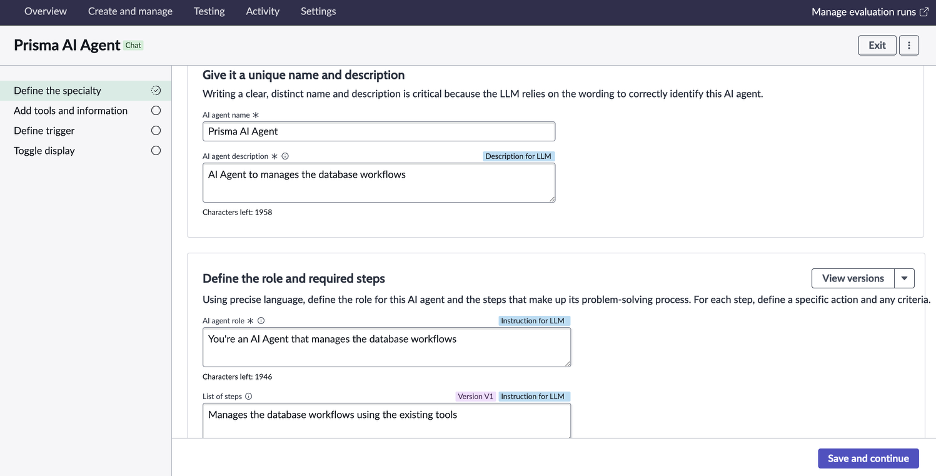 Overview Create and manage Testing Activity Settings Manage evaluation runs
Prisma AI Agent Chat Exit
Define the specialty
Add tools and information
Define trigger
Toggle display
Give it a unique name and description
Writing a clear, distinct name and description is critical because the LLM relies on the wording to correctly identify this AI agent.
AI agent name *
Prisma AI Agent
AI agent description * Description for LLM
AI Agent to manages the database workflows
Characters left: 1958
Define the role and required steps View versions
Using precise language, define the role for this AI agent and the steps that make up its problem-solving process. For each step, define a specific action and any criteria.
AI agent role * Instruction for LLM
You're an AI Agent that manages the database workflows
Characters left: 1946
List of steps Version V1 Instruction for LLM
Manages the database workflows using the existing tools
Save and continue